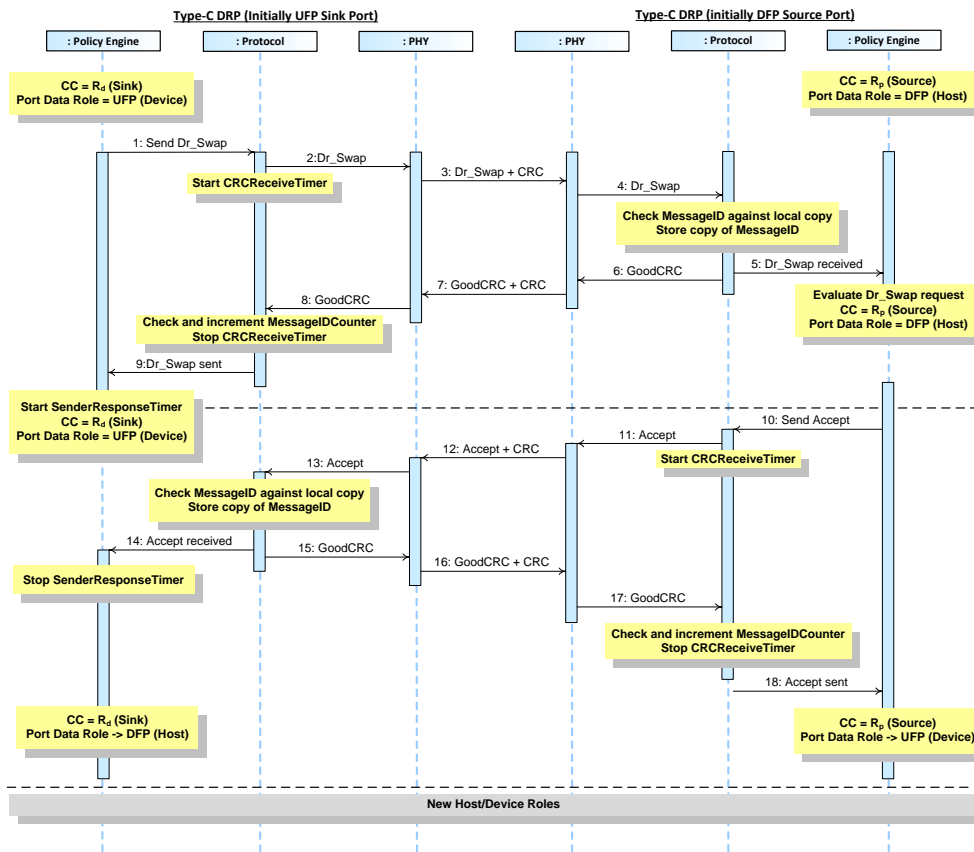 Type-C DRP (Initially UFP Sink Port)
Type-C DRP (initially DFP Source Port)
: Policy Engine
: Protocol
: PHY
: PHY
: Protocol
: Policy Engine
CC = Rd (Sink)
Port Data Role = UFP (Device)
CC = Rp (Source)
Port Data Role = DFP (Host)
1: Send Dr_Swap
2:Dr_Swap
Start CRCReceiveTimer
3: Dr_Swap + CRC
4: Dr_Swap
Check MessageID against local copy
Store copy of MessageID
5: Dr_Swap received
6: GoodCRC
7: GoodCRC + CRC
8: GoodCRC
Evaluate Dr_Swap request
CC = Rp (Source)
Port Data Role = DFP (Host)
Check and increment MessageIDCounter
Stop CRCReceiveTimer
9:Dr_Swap sent
Start SenderResponseTimer
CC = Rd (Sink)
Port Data Role = UFP (Device)
10: Send Accept
11: Accept
Start CRCReceiveTimer
12: Accept + CRC
13: Accept
Check MessageID against local copy
Store copy of MessageID
14: Accept received
15: GoodCRC
16: GoodCRC + CRC
Stop SenderResponseTimer
17: GoodCRC
Check and increment MessageIDCounter
Stop CRCReceiveTimer
18: Accept sent
CC = Rd (Sink)
Port Data Role -> DFP (Host)
CC = Rp (Source)
Port Data Role -> UFP (Device)
New Host/Device Roles